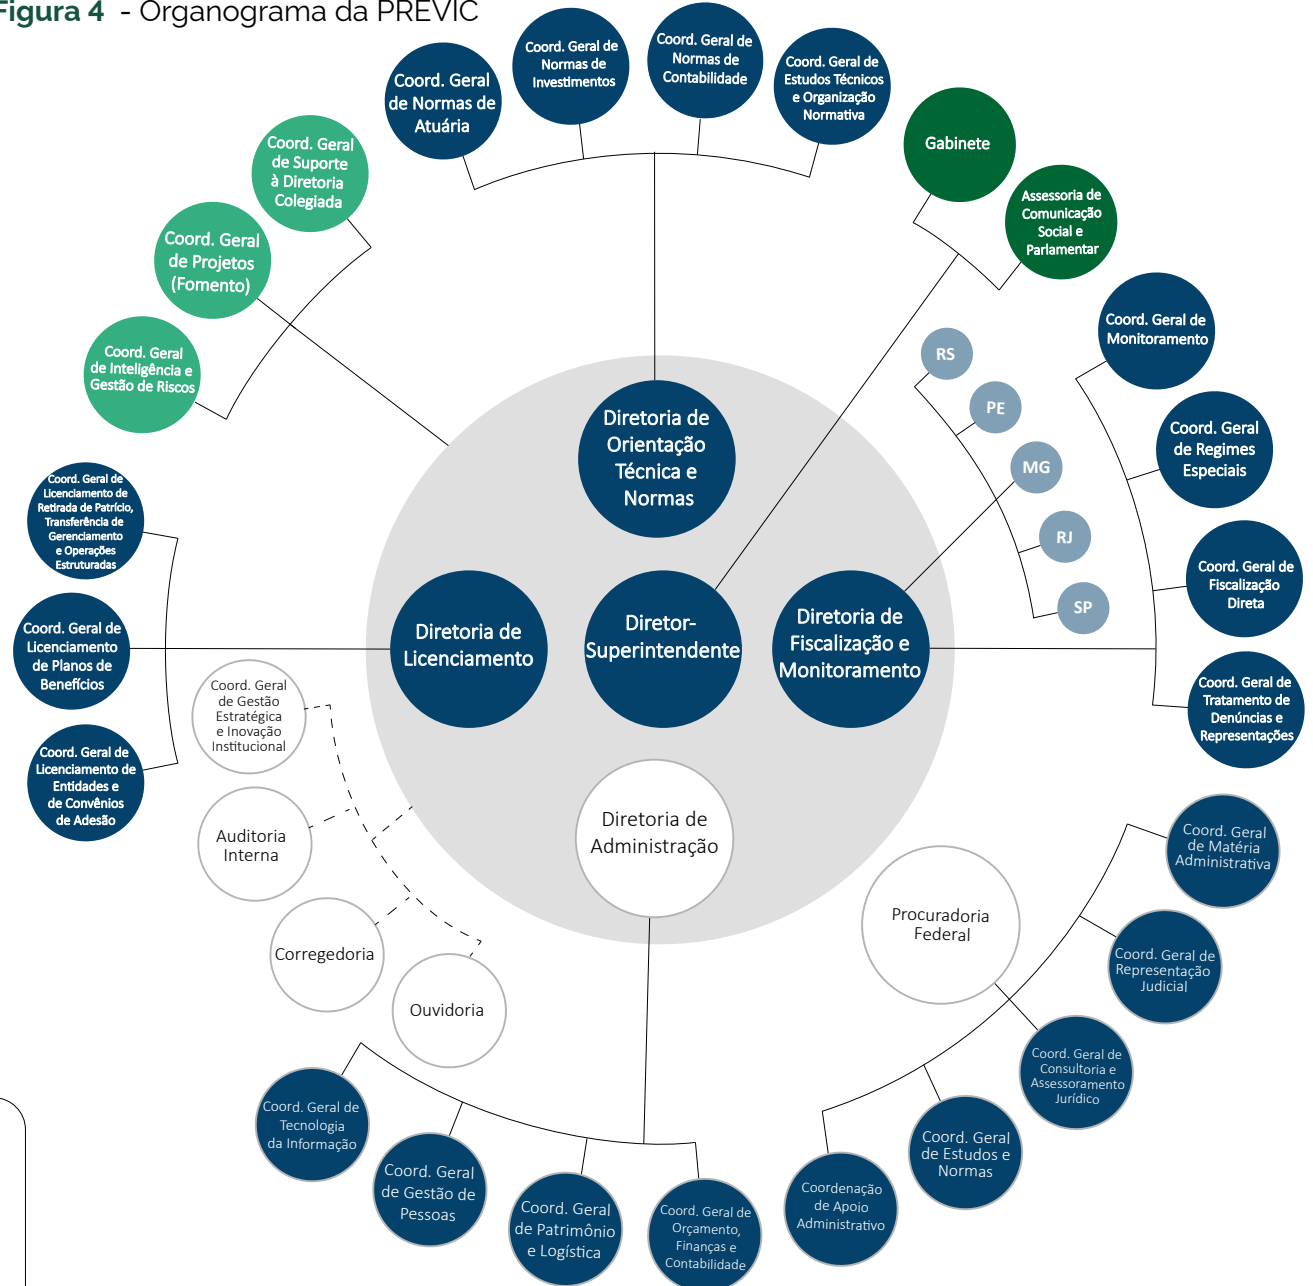 Figura 4 - Organograma da PREVIC
Coord. Geral
de Normas de
Atuária
Coord. Geral de
Normas de
Investimentos
Coord. Geral de
Normas de
Contabilidade
Coord. Geral de
Estudos Técnicos
e Organização
Normativa
Gabinete
Assessoria de
Comunicação
Social e
Parlamentar
Coord. Geral
de Suporte
à Diretoria
Colegiada
Coord. Geral
de Projetos
(Fomento)
Coord. Geral
de Inteligência e
Gestão de Riscos
RS
PE
MG
RJ
SP
Coord. Geral de
Monitoramento
Coord. Geral
de Regimes
Especiais
Coord. Geral de
Fiscalização
Direta
Coord. Geral de
Tratamento de
Denúncias e
Representações
Diretoria de
Orientação
Técnica e
Normas
Diretoria de
Licenciamento
Diretor-
Superintendente
Diretoria de
Fiscalização e
Monitoramento
Diretoria de
Administração
Coord. Geral de
Licenciamento de
Retirada de Patrício,
Transferência de
Gerenciamento
e Operações
Estruturadas
Coord. Geral de
Licenciamento
de Planos de
Benefícios
Coord. Geral de
Licenciamento de
Entidades e
de Convênios
de Adesão
Coord. Geral
de Gestão
Estratégica
e Inovação
Institucional
Auditoria
Interna
Corregedoria
Ouvidoria
Procuradoria
Federal
Coord. Geral
de Matéria
Administrativa
Coord. Geral de
Representação
Judicial
Coord. Geral de
Consultoria e
Assessoramento
Jurídico
Coord. Geral
de Estudos e
Normas
Coordenação
de Apoio
Administrativo
Coord. Geral de
Tecnologia
da Informação
Coord. Geral
de Gestão de
Pessoas
Coord. Geral
de Patrimônio
e Logística
Coord. Geral de
Orçamento,
Finanças e
Contabilidade